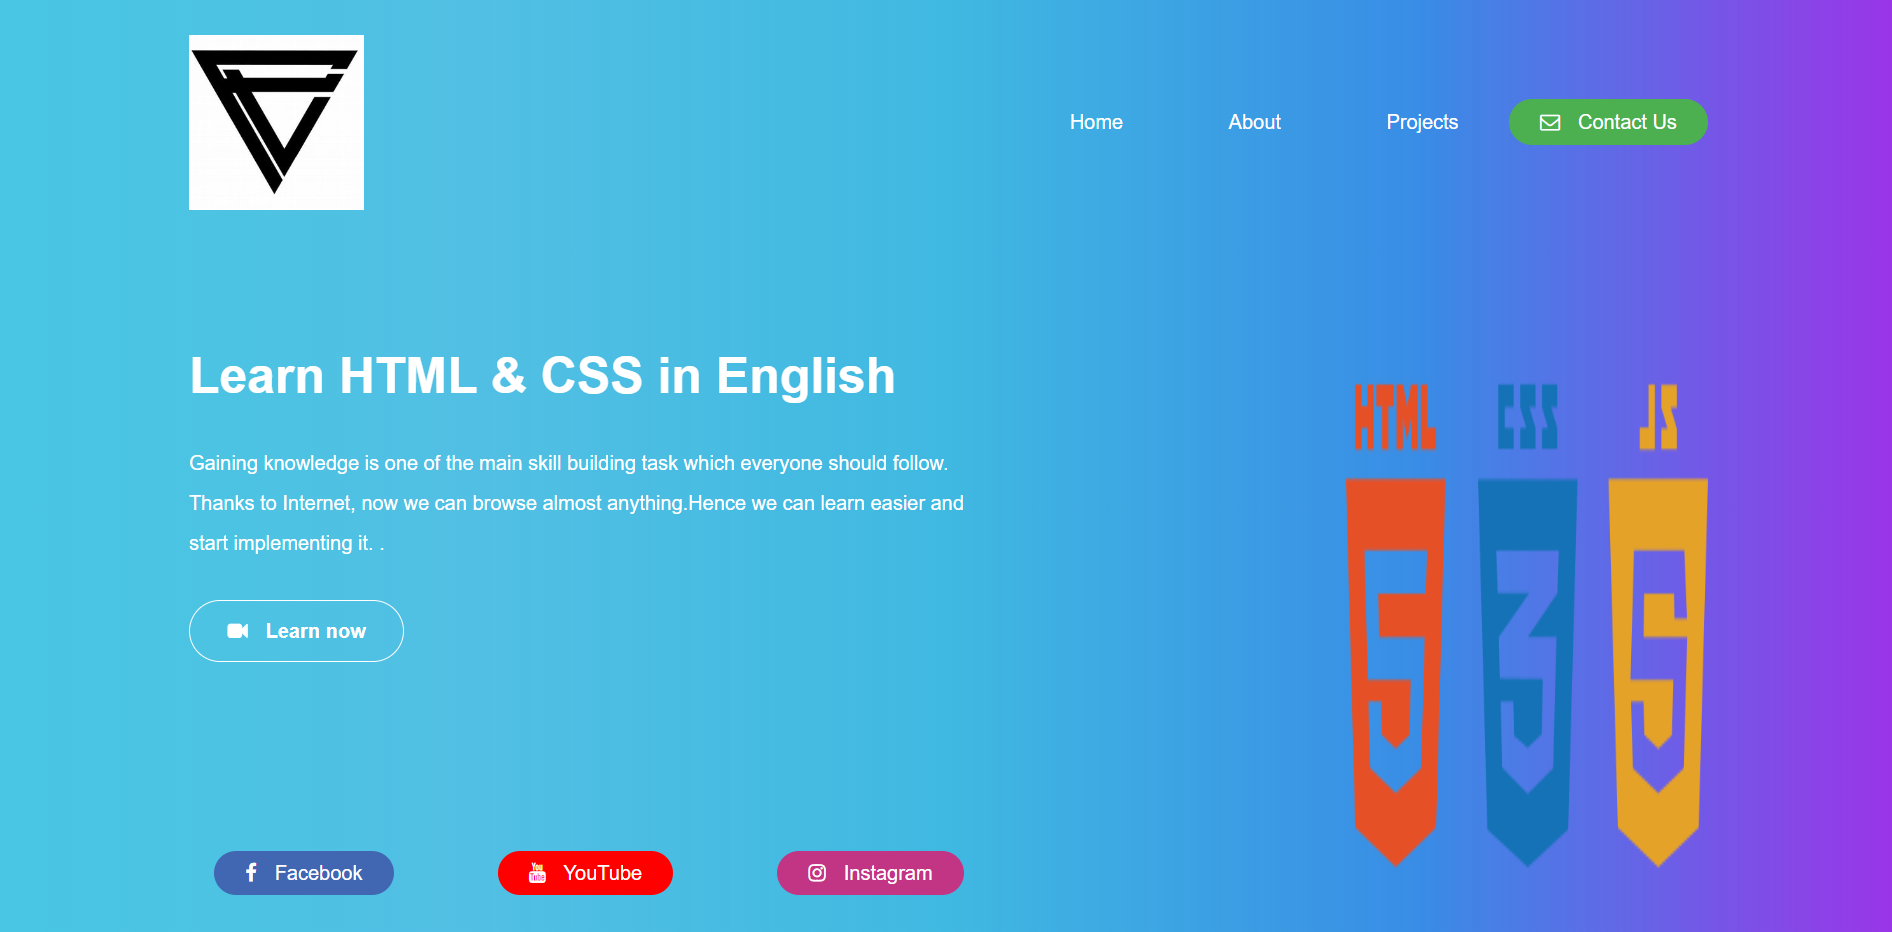 Home About Projects Contact Us
Learn HTML & CSS in English
Gaining knowledge is one of the main skill building task which everyone should follow.
Thanks to Internet, now we can browse almost anything.Hence we can learn easier and
start implementing it. .
Learn now
HTML CSS JS
5 3 5
Facebook YouTube Instagram